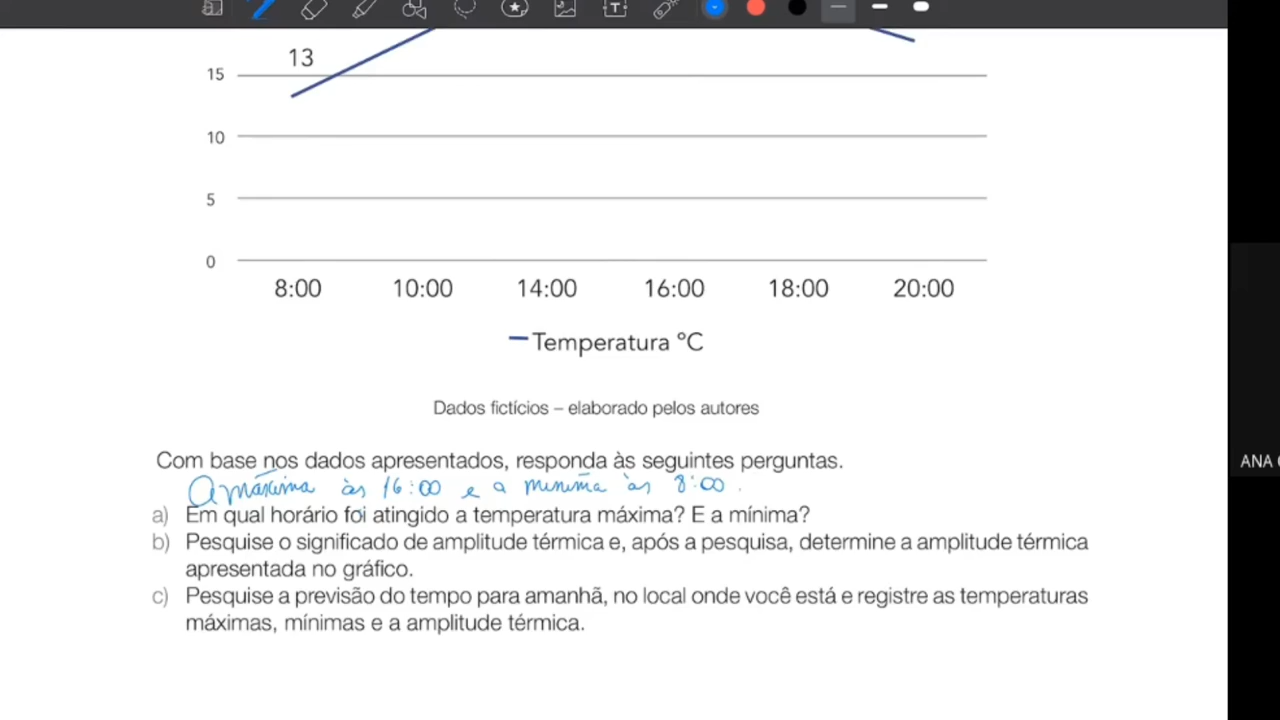 T
13
15
10
5
0
8:00 10:00 14:00 16:00 18:00 20:00
Temperatura ºC
Dados fictícios – elaborado pelos autores
Com base nos dados apresentados, responda às seguintes perguntas.
A máxima às 16:00 e a mínima às 8:00.
a) Em qual horário foi atingido a temperatura máxima? E a mínima?
b) Pesquise o significado de amplitude térmica e, após a pesquisa, determine a amplitude térmica
apresentada no gráfico.
c) Pesquise a previsão do tempo para amanhã, no local onde você está e registre as temperaturas
máximas, mínimas e a amplitude térmica.
ANA